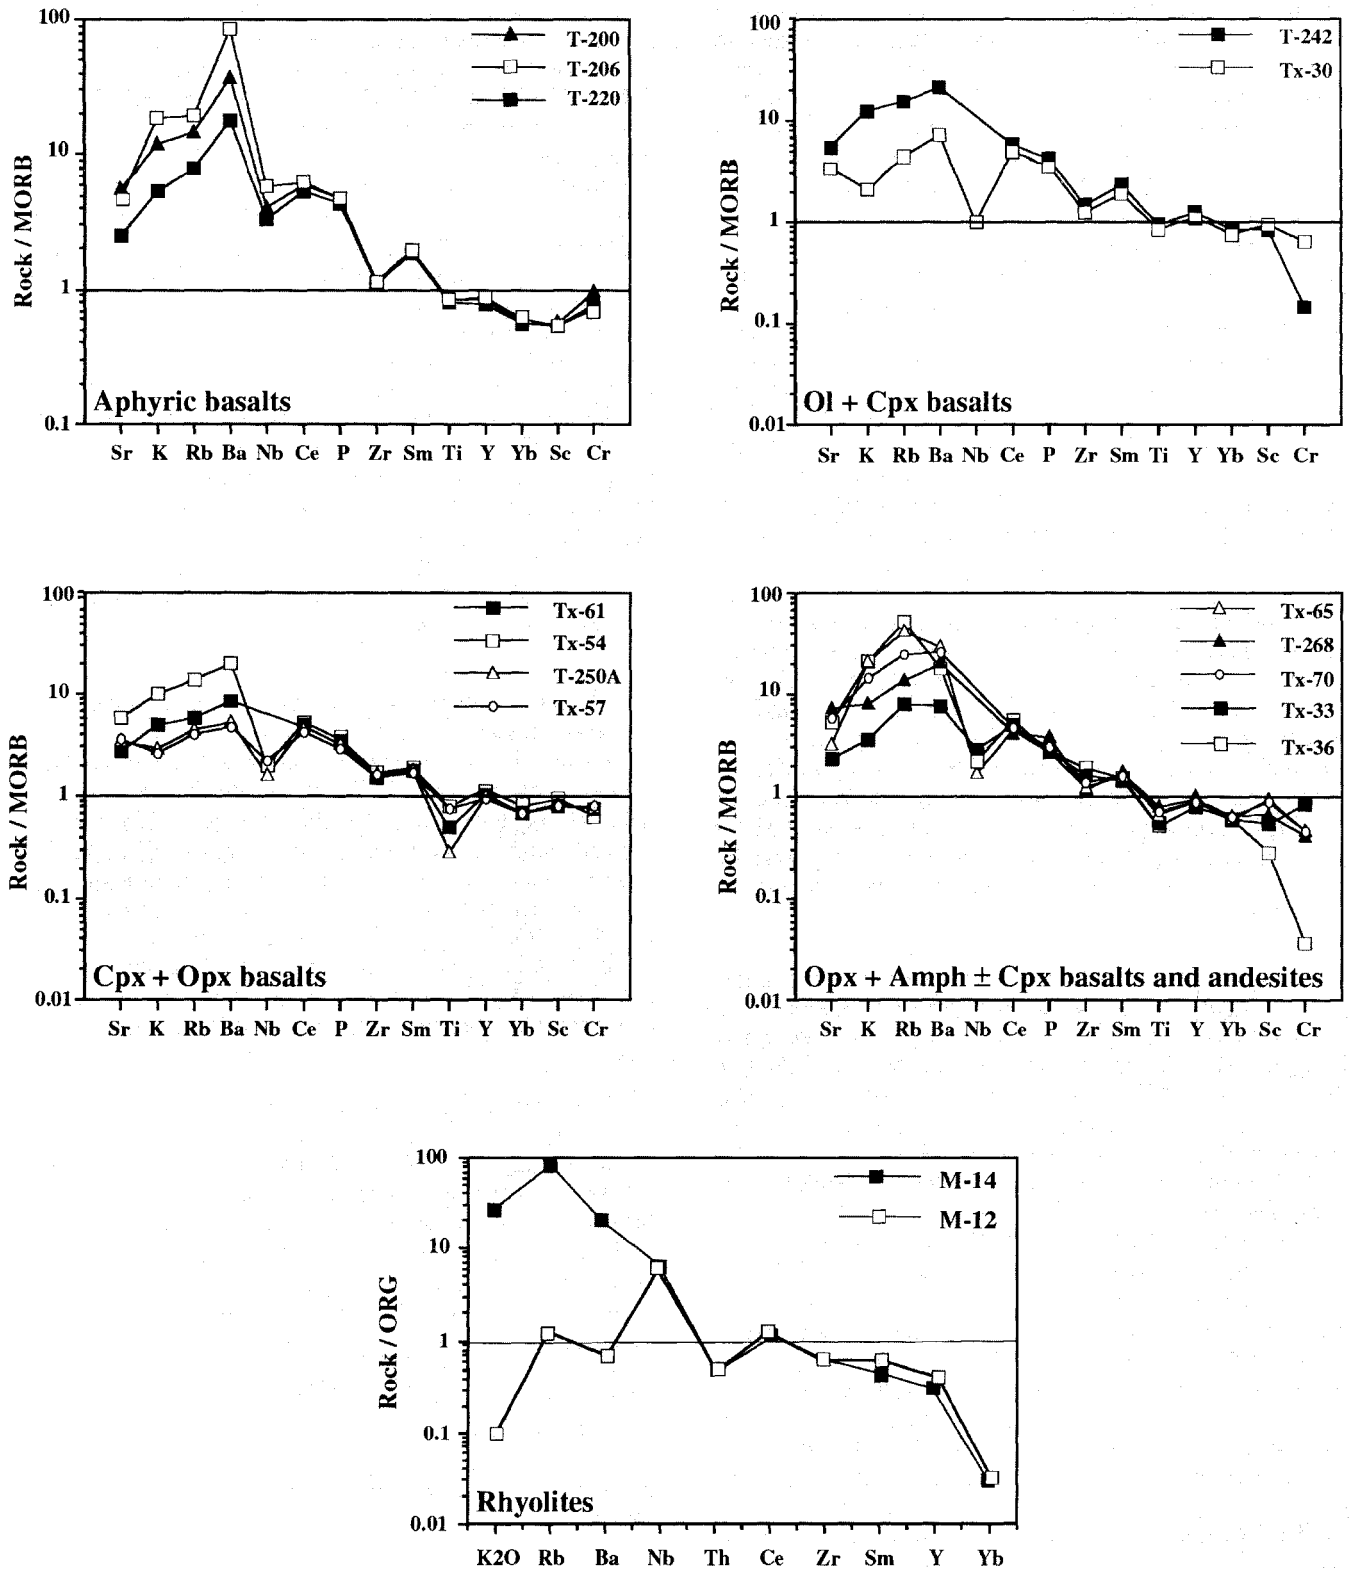 100
10
1
0.1
Rock / MORB
T-200
T-206
T-220
Aphyric basalts
Sr K Rb Ba Nb Ce P Zr Sm Ti Y Yb Sc Cr
100
10
1
0.1
0.01
Rock / MORB
T-242
Tx-30
Ol + Cpx basalts
Sr K Rb Ba Nb Ce P Zr Sm Ti Y Yb Sc Cr
100
10
1
0.1
0.01
Rock / MORB
Tx-61
Tx-54
T-250A
Tx-57
Cpx + Opx basalts
Sr K Rb Ba Nb Ce P Zr Sm Ti Y Yb Sc Cr
100
10
1
0.1
0.01
Rock / MORB
Tx-65
T-268
Tx-70
Tx-33
Tx-36
Opx + Amph ± Cpx basalts and andesites
Sr K Rb Ba Nb Ce P Zr Sm Ti Y Yb Sc Cr
100
10
1
0.1
0.01
Rock / ORG
M-14
M-12
Rhyolites
K2O Rb Ba Nb Th Ce Zr Sm Y Yb